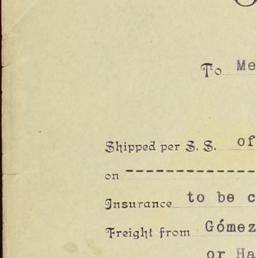 To Me
Shipped per S. S. of
on --------------------
Insurance to be c
Freight from Gómez
or Ha